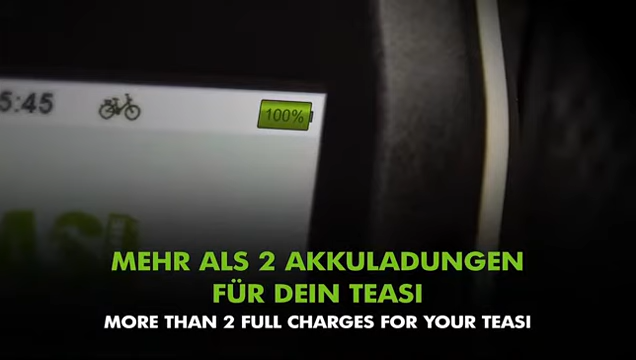 5:45
100%
MEHR ALS 2 AKKULADUNGEN
FÜR DEIN TEASI
MORE THAN 2 FULL CHARGES FOR YOUR TEASI